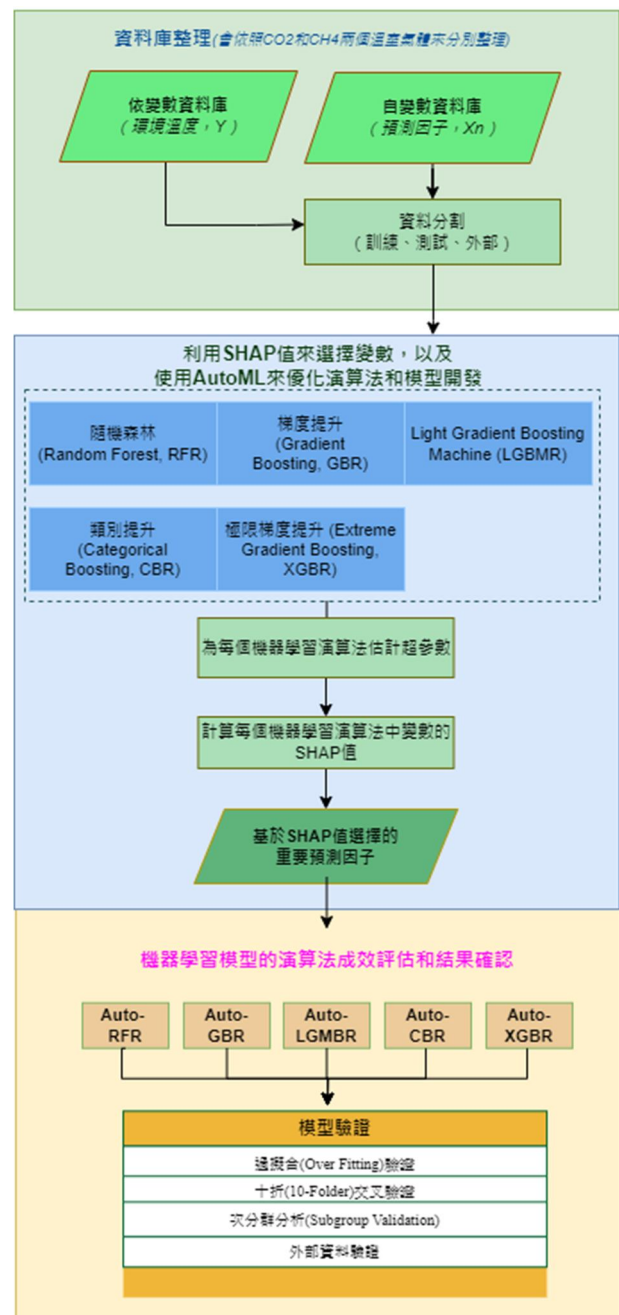 資料庫整理(會依照CO2和CH4兩個溫室氣體來分別整理)
依變數資料庫
（環境溫度，Y）
自變數資料庫
（預測因子，Xn）
資料分割
（訓練、測試、外部）
利用SHAP值來選擇變數，以及
使用AutoML來優化演算法和模型開發
隨機森林
(Random Forest, RFR)
梯度提升
(Gradient
Boosting, GBR)
Light Gradient Boosting
Machine (LGBMR)
類別提升
(Categorical
Boosting, CBR)
極限梯度提升 (Extreme
Gradient Boosting,
XGBR)
為每個機器學習演算法估計超參數
計算每個機器學習演算法中變數的
SHAP值
基於SHAP值選擇的
重要預測因子
機器學習模型的演算法成效評估和結果確認
Auto-
RFR
Auto-
GBR
Auto-
LGMBR
Auto-
CBR
Auto-
XGBR
模型驗證
過擬合(Over Fitting)驗證
十折(10-Folder)交叉驗證
次分群分析(Subgroup Validation)
外部資料驗證